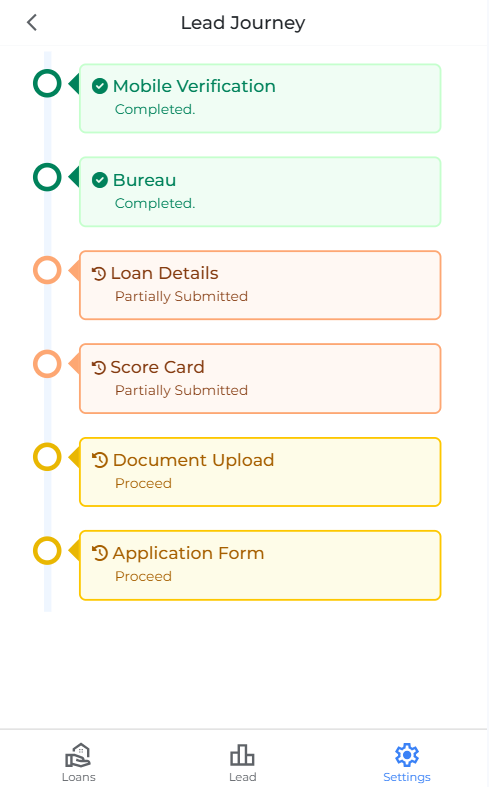 Lead Journey
Mobile Verification
Completed.
Bureau
Completed.
Loan Details
Partially Submitted
Score Card
Partially Submitted
Document Upload
Proceed
Application Form
Proceed
Loans
Lead
Settings